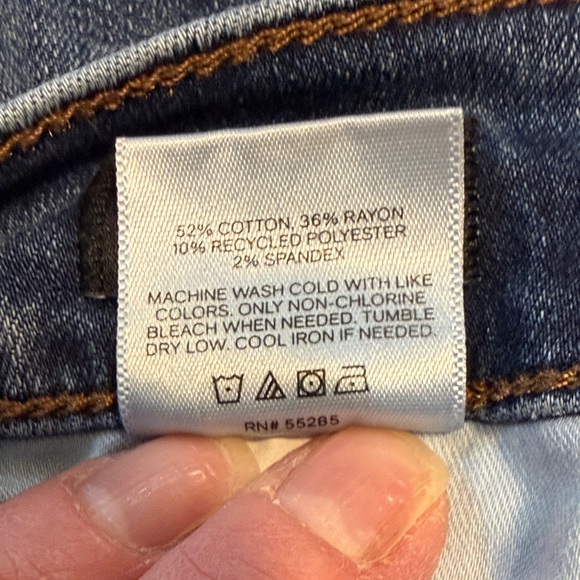 52% COTTON, 36% RAYON
10% RECYCLED POLYESTER
2% SPANDEX
MACHINE WASH COLD WITH LIKE
COLORS. ONLY NON-CHLORINE
BLEACH WHEN NEEDED. TUMBLE
DRY LOW. COOL IRON IF NEEDED.
RN# 55285